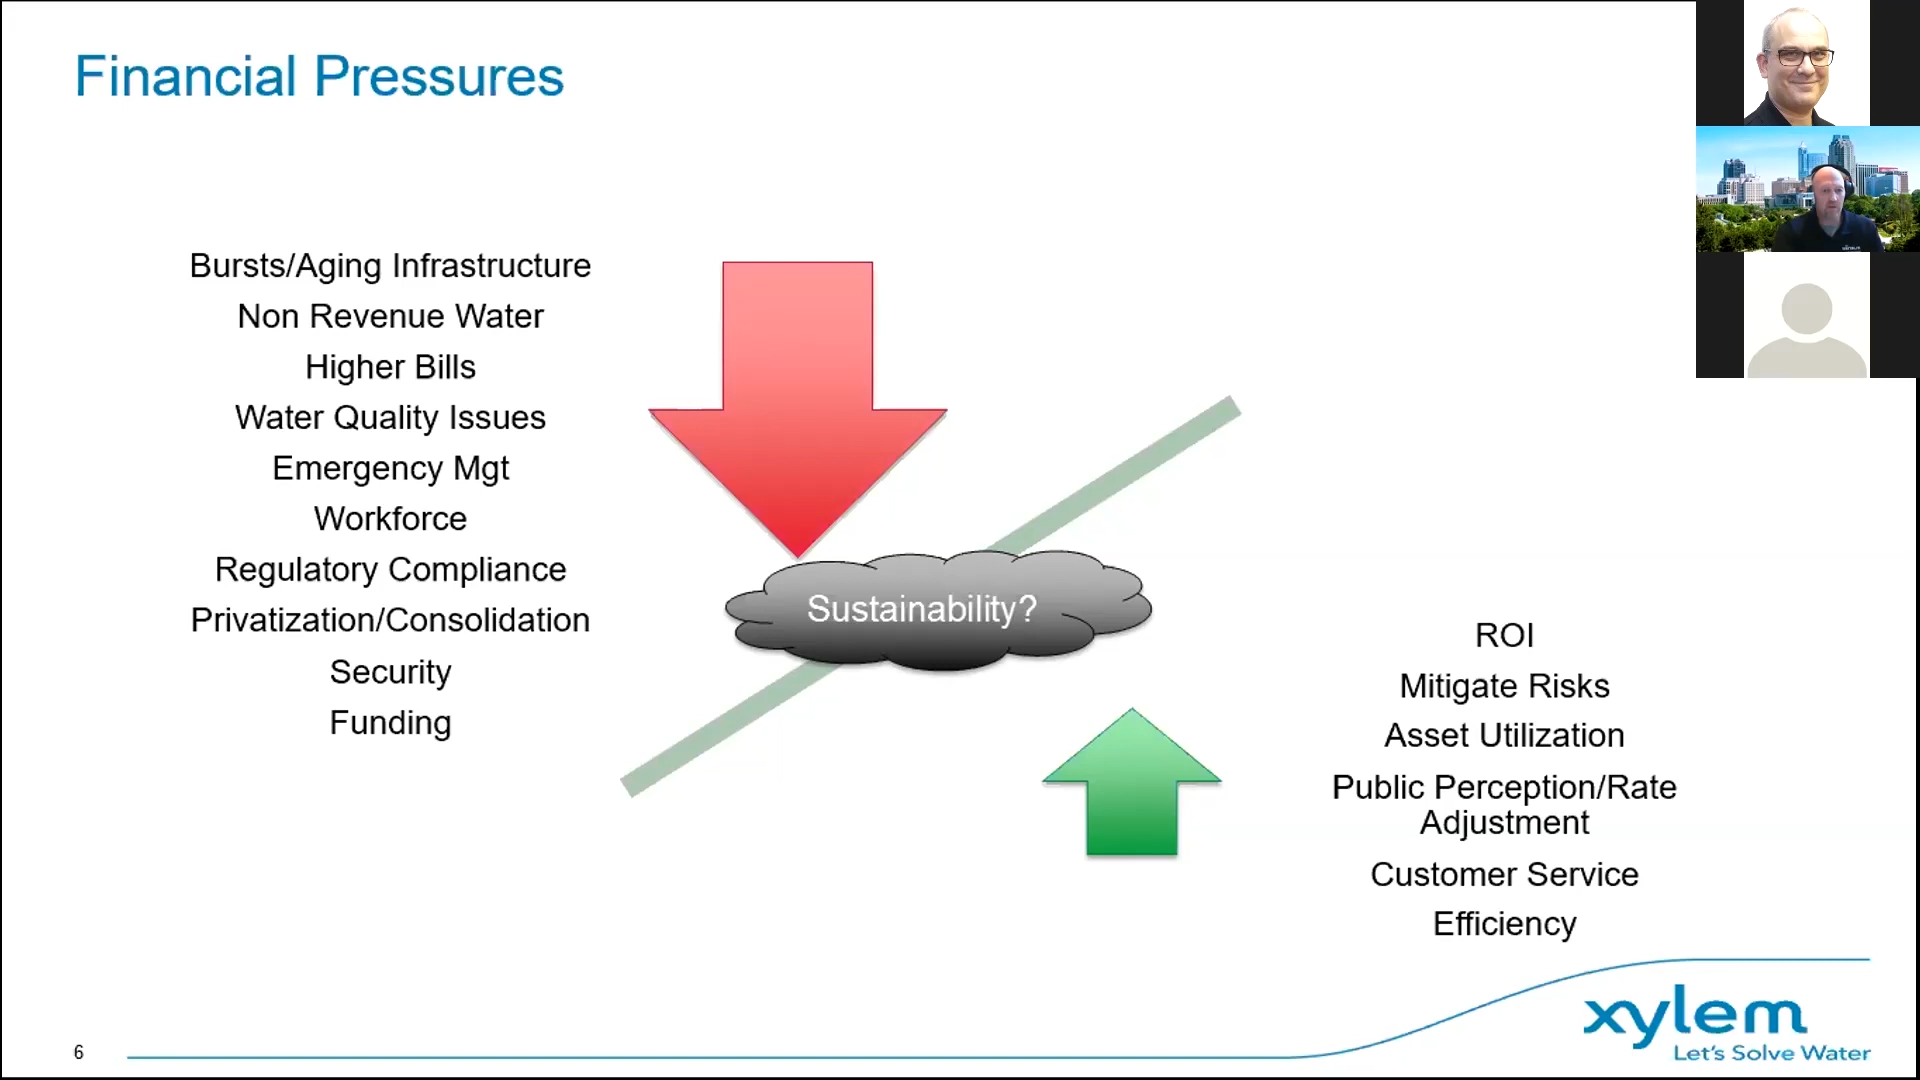 Financial Pressures
Bursts/Aging Infrastructure
Non Revenue Water
Higher Bills
Water Quality Issues
Emergency Mgt
Workforce
Regulatory Compliance
Privatization/Consolidation
Security
Funding
Sustainability?
ROI
Mitigate Risks
Asset Utilization
Public Perception/Rate
Adjustment
Customer Service
Efficiency
xylem
Let's Solve Water
6